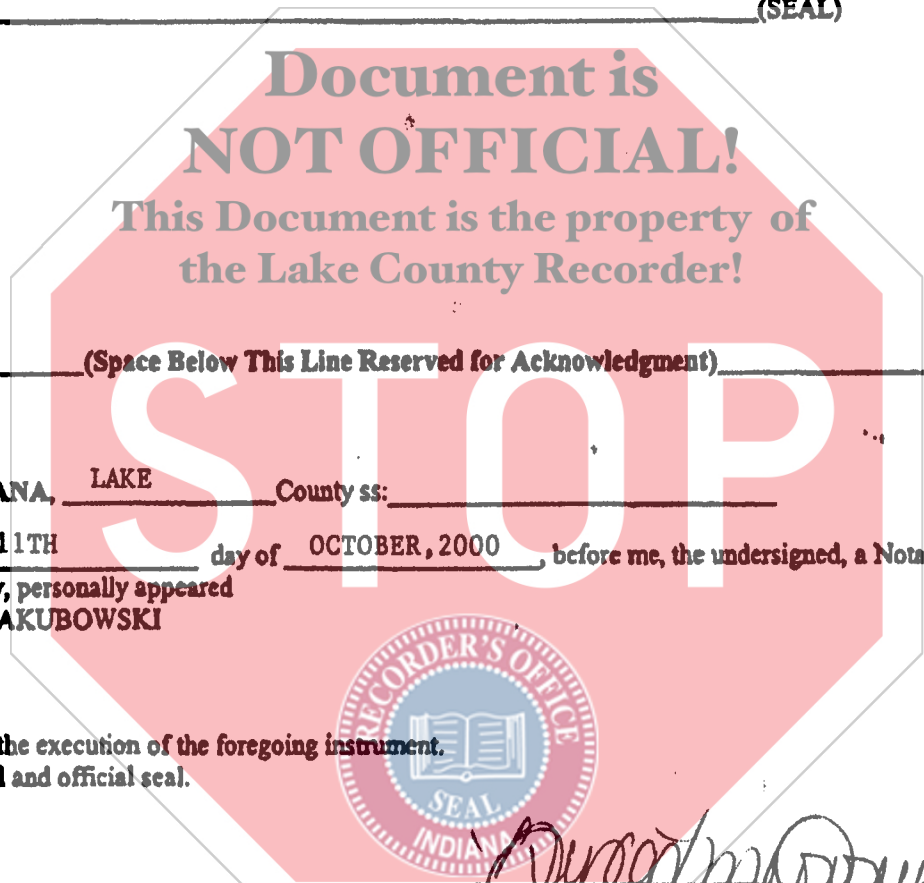 (SEAL)
Document is
NOT OFFICIAL!
This Document is the property of
the Lake County Recorder!
(Space Below This Line Reserved for Acknowledgment)
STOP
ANA, LAKE County ss:
11TH day of OCTOBER, 2000, before me, the undersigned, a Nota
, personally appeared
AKUBOWSKI
RECORDER'S OFFICE
the execution of the foregoing instrument.
and official seal.
SEAL
INDIANA